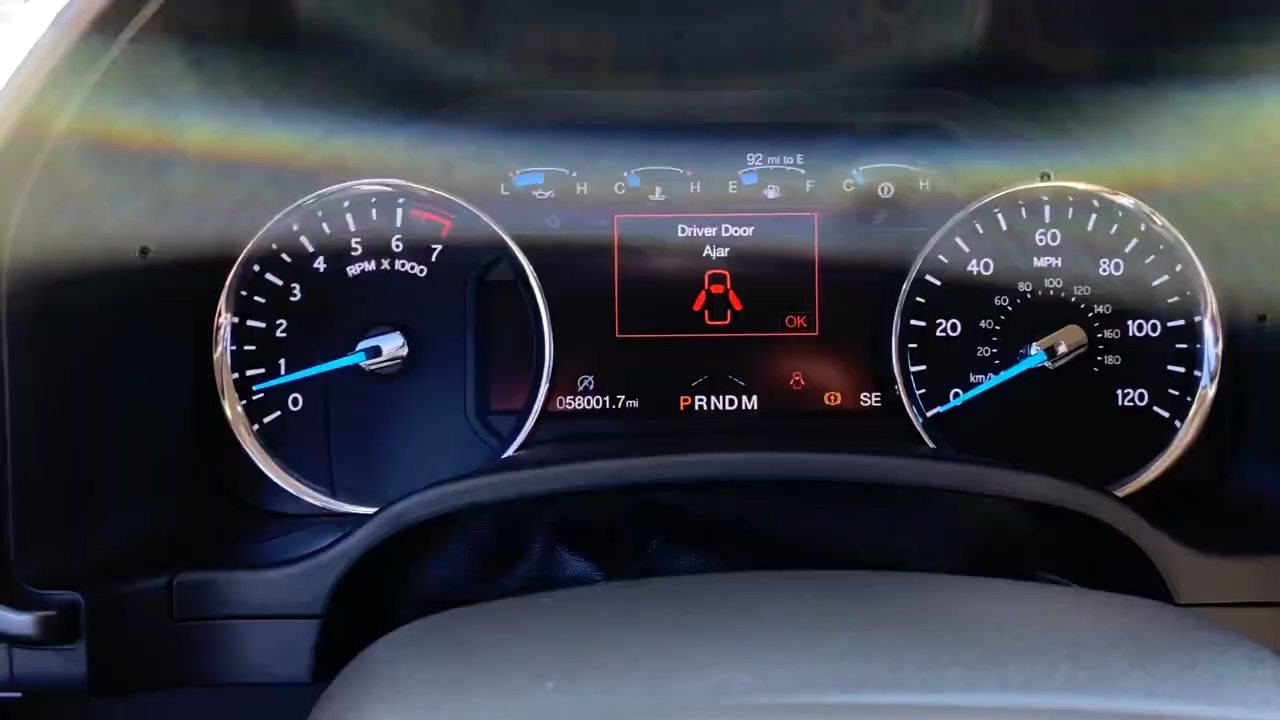 92 mi to E
L H C H E F C H
Driver Door
Ajar
OK
0 1 2 3 4 5 6 7
RPM X 1000
0 20 40 60 80 100 120
MPH
20 40 60 80 100 120 140 160 180
km/h
058001.7 mi
PRNDM
SE